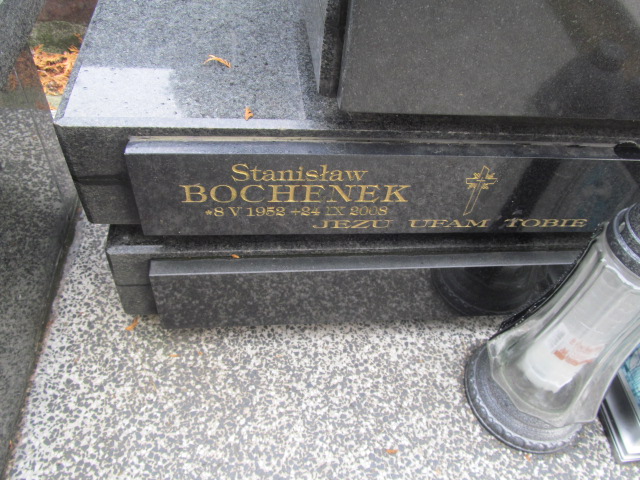 Stanisław
BOCHENEK
*8 V 1952 +24 IX 2008
JEZU UFAM TOBIE